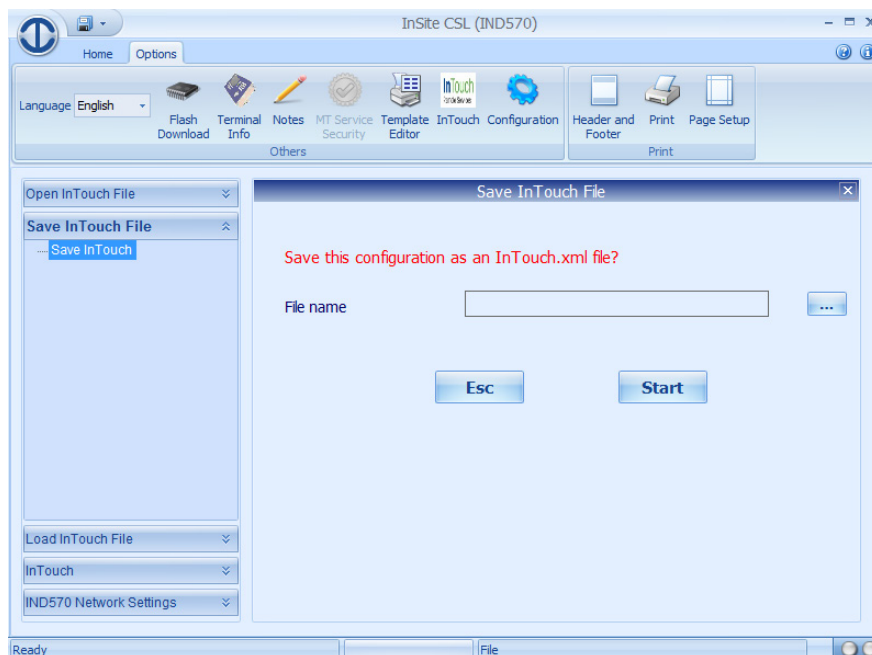 InSite CSL (IND570)
Home Options
Language English
Flash Download
Terminal Info
Notes
MT Service Security
Template Editor
InTouch
InTouch
Configuration
Header and Footer
Print
Page Setup
Others
Print
Open InTouch File
Save InTouch File
Save InTouch
Load InTouch File
InTouch
IND570 Network Settings
Save InTouch File
Save this configuration as an InTouch.xml file?
File name
...
Esc Start
Ready File